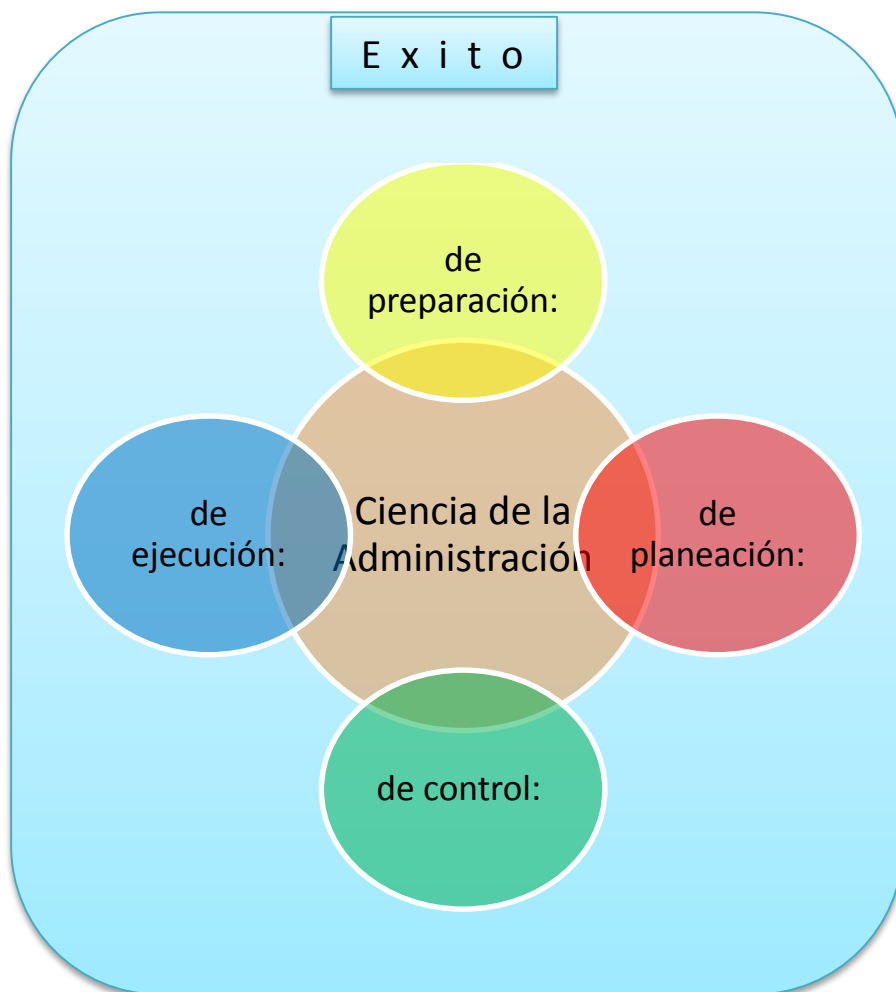 E x i t o
de
preparación:
de
ejecución:
Ciencia de la
Administración
de
planeación:
de control: